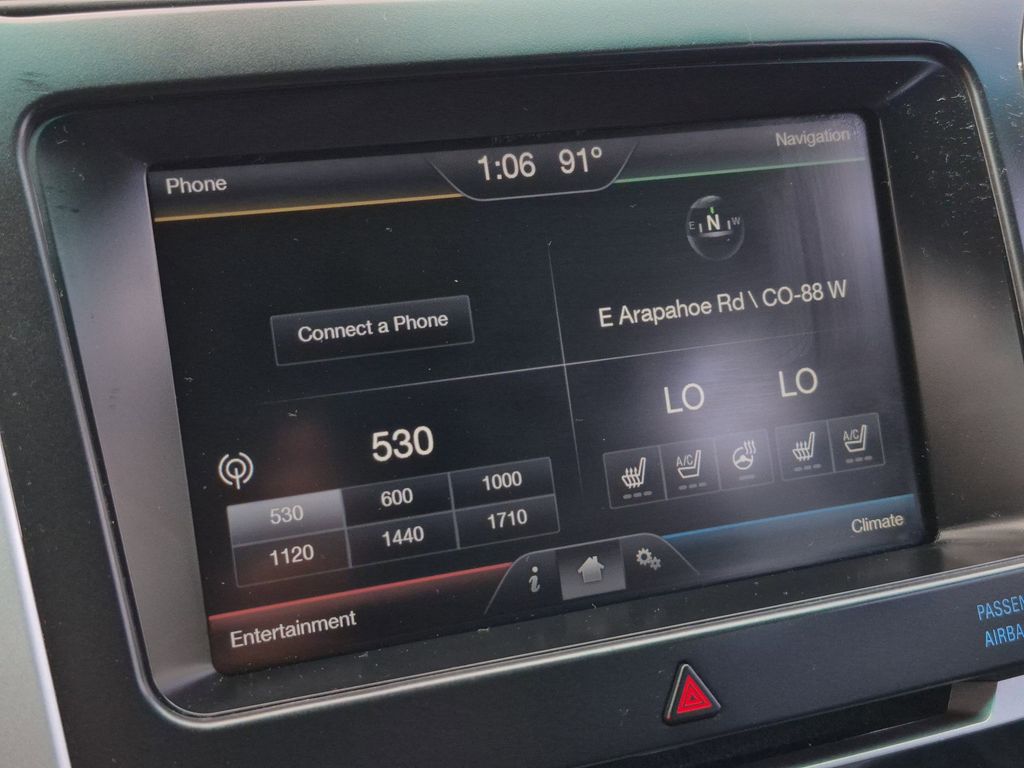 Phone
1:06 91º
Navigation
E N W
Connect a Phone
E Arapahoe Rd \ CO-88 W
530
LO LO
530 600 1000
1120 1440 1710
A/C A/C
i
Entertainment
Climate
PASSEN
AIRBA